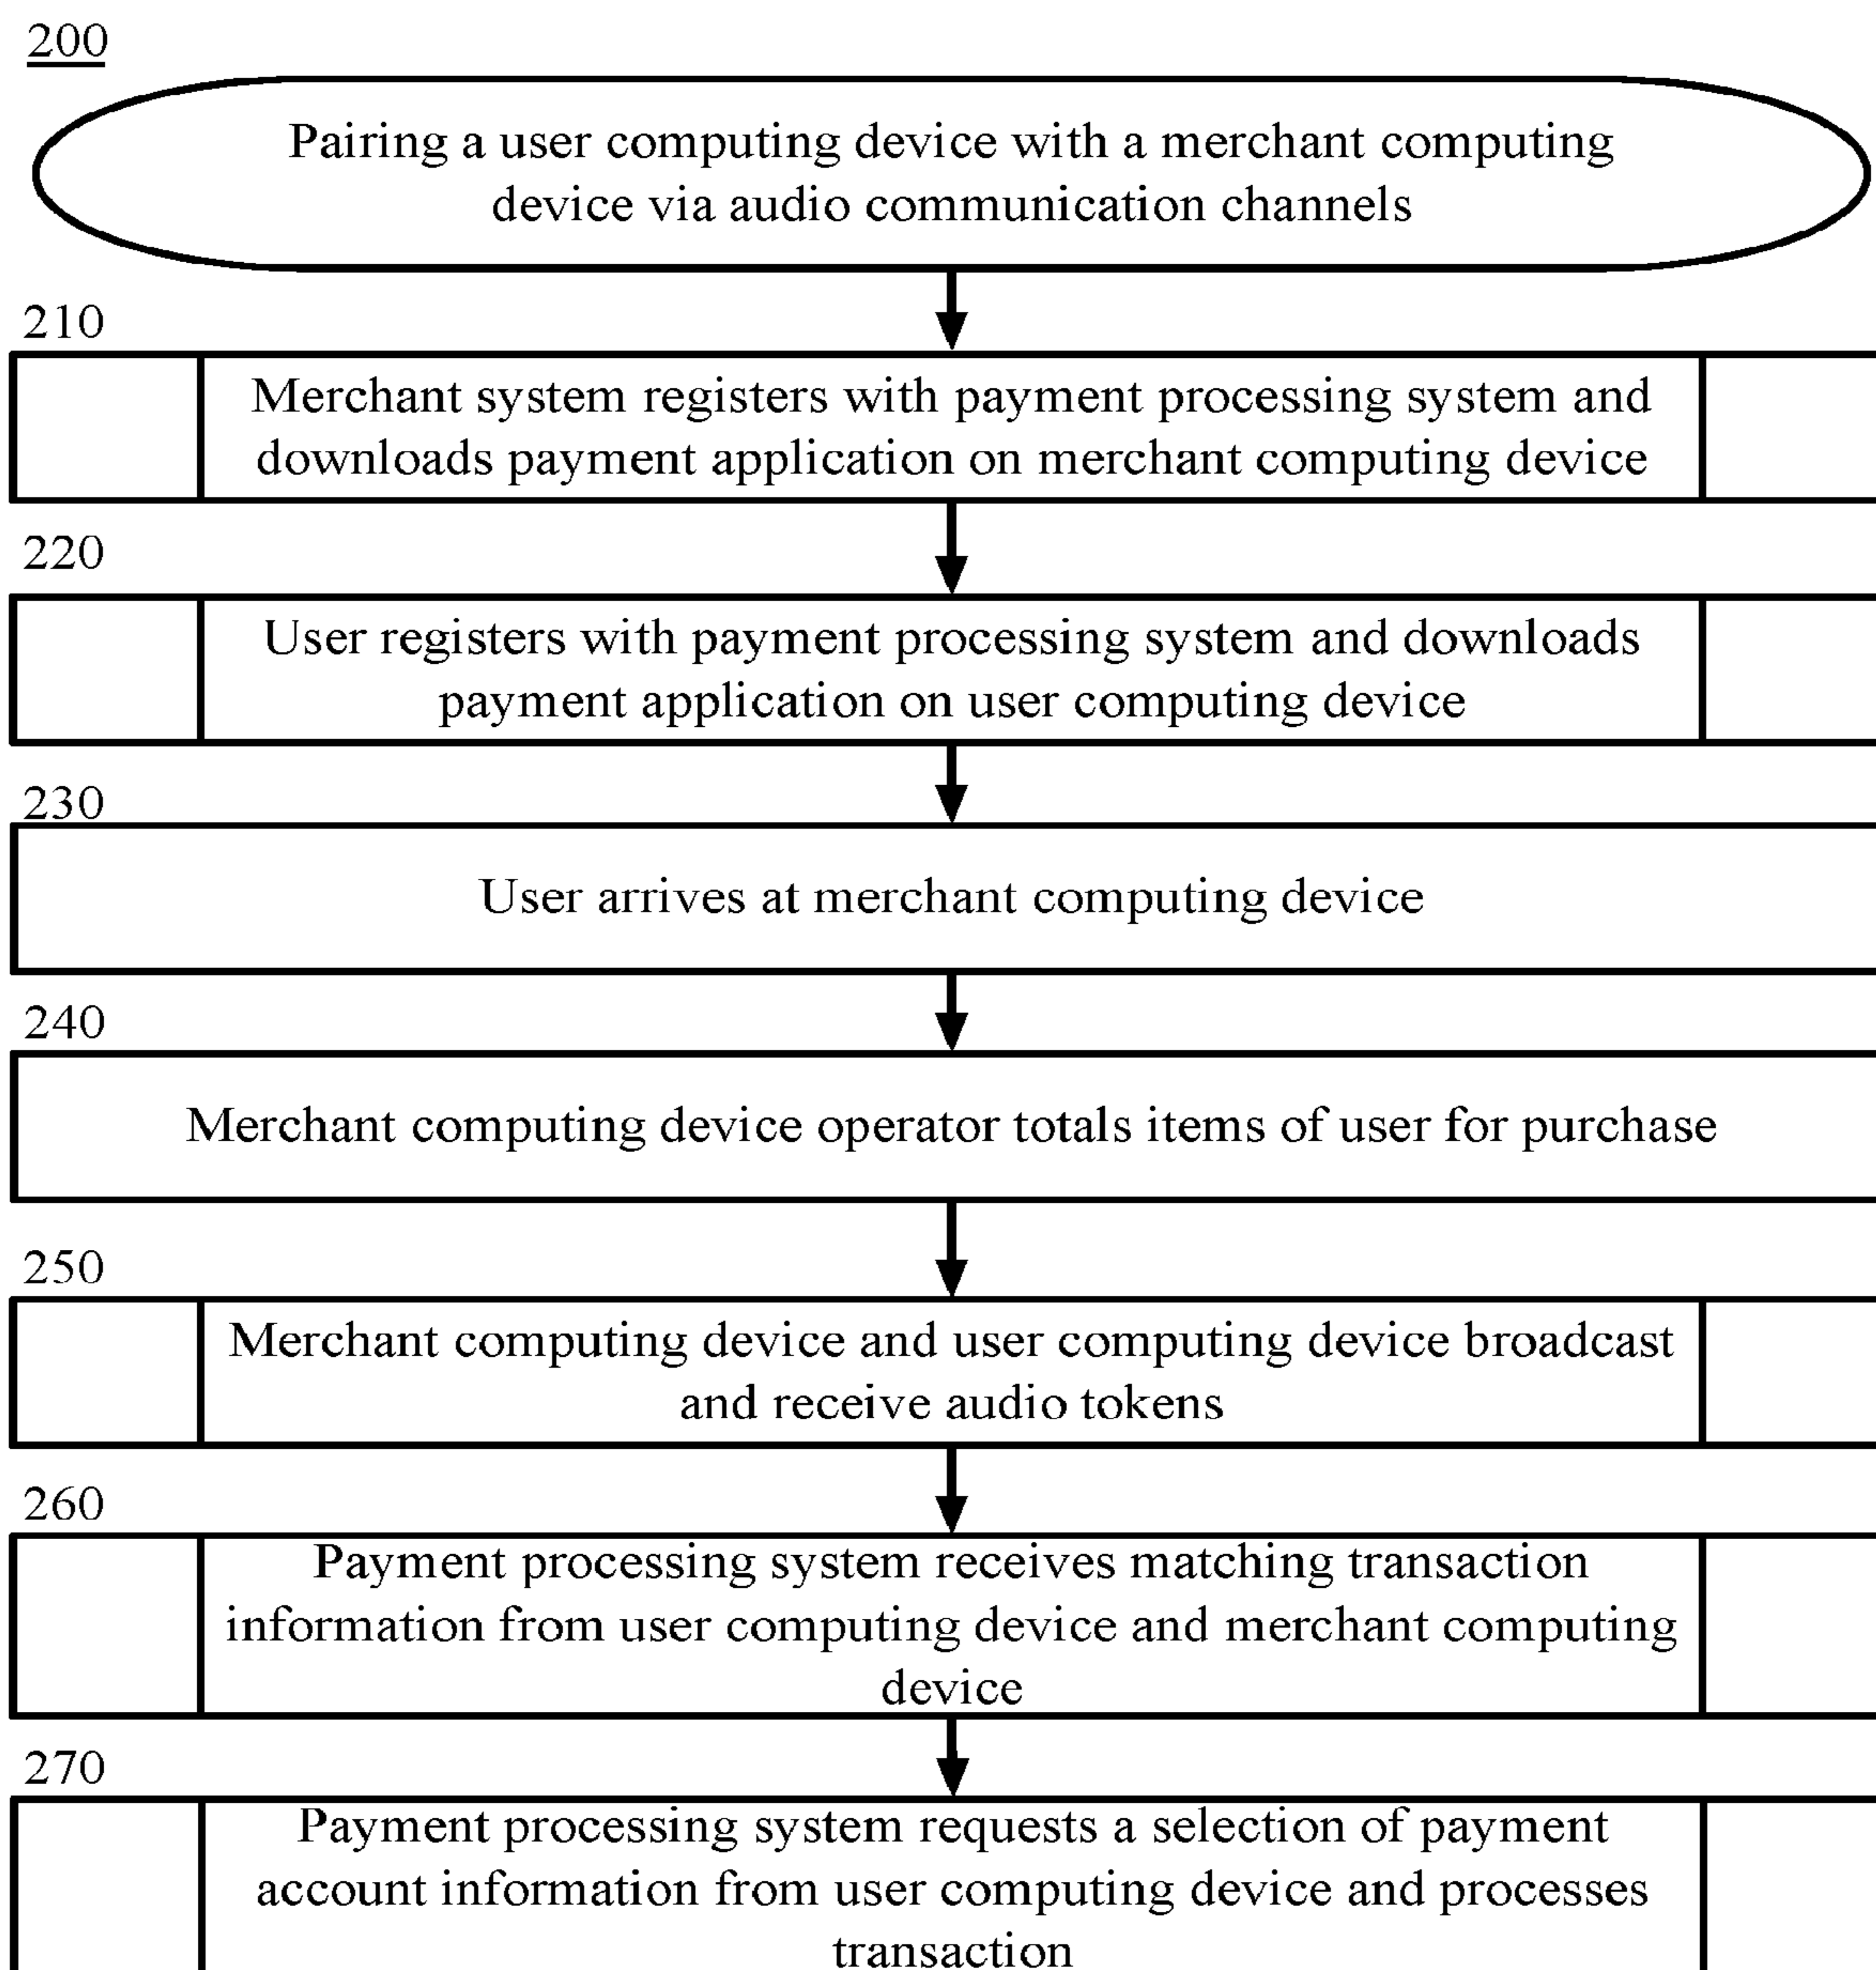 200
Pairing a user computing device with a merchant computing
device via audio communication channels
210
Merchant system registers with payment processing system and
downloads payment application on merchant computing device
220
User registers with payment processing system and downloads
payment application on user computing device
230
User arrives at merchant computing device
240
Merchant computing device operator totals items of user for purchase
250
Merchant computing device and user computing device broadcast
and receive audio tokens
260
Payment processing system receives matching transaction
information from user computing device and merchant computing
device
270
Payment processing system requests a selection of payment
account information from user computing device and processes
transaction